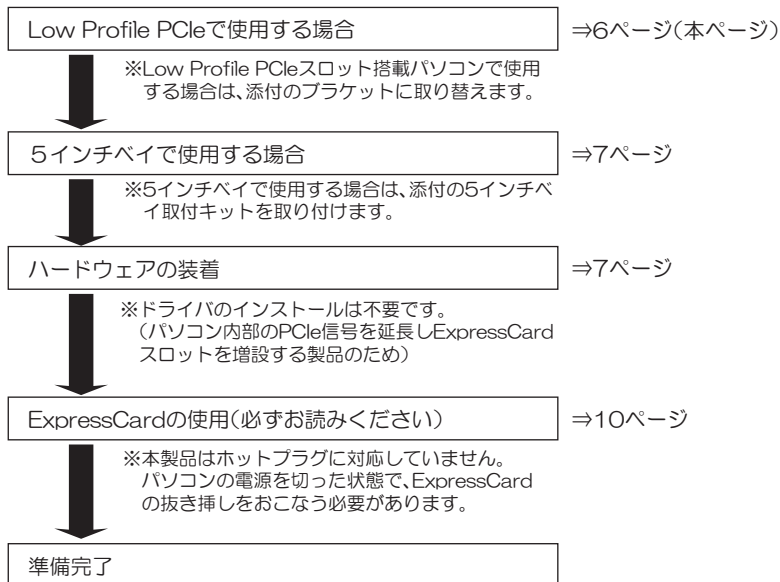 Low Profile PCIeで使用する場合 ⇒6ページ（本ページ）
※Low Profile PCIeスロット搭載パソコンで使用
する場合は、添付のブラケットに取り替えます。
5インチベイで使用する場合 ⇒7ページ
※5インチベイで使用する場合は、添付の5インチベ
イ取付キットを取り付けます。
ハードウェアの装着 ⇒7ページ
※ドライバのインストールは不要です。
（パソコン内部のPCIe信号を延長しExpressCard
スロットを増設する製品のため）
ExpressCardの使用（必ずお読みください） ⇒10ページ
※本製品はホットプラグに対応していません。
パソコンの電源を切った状態で、ExpressCard
の抜き挿しをおこなう必要があります。
準備完了